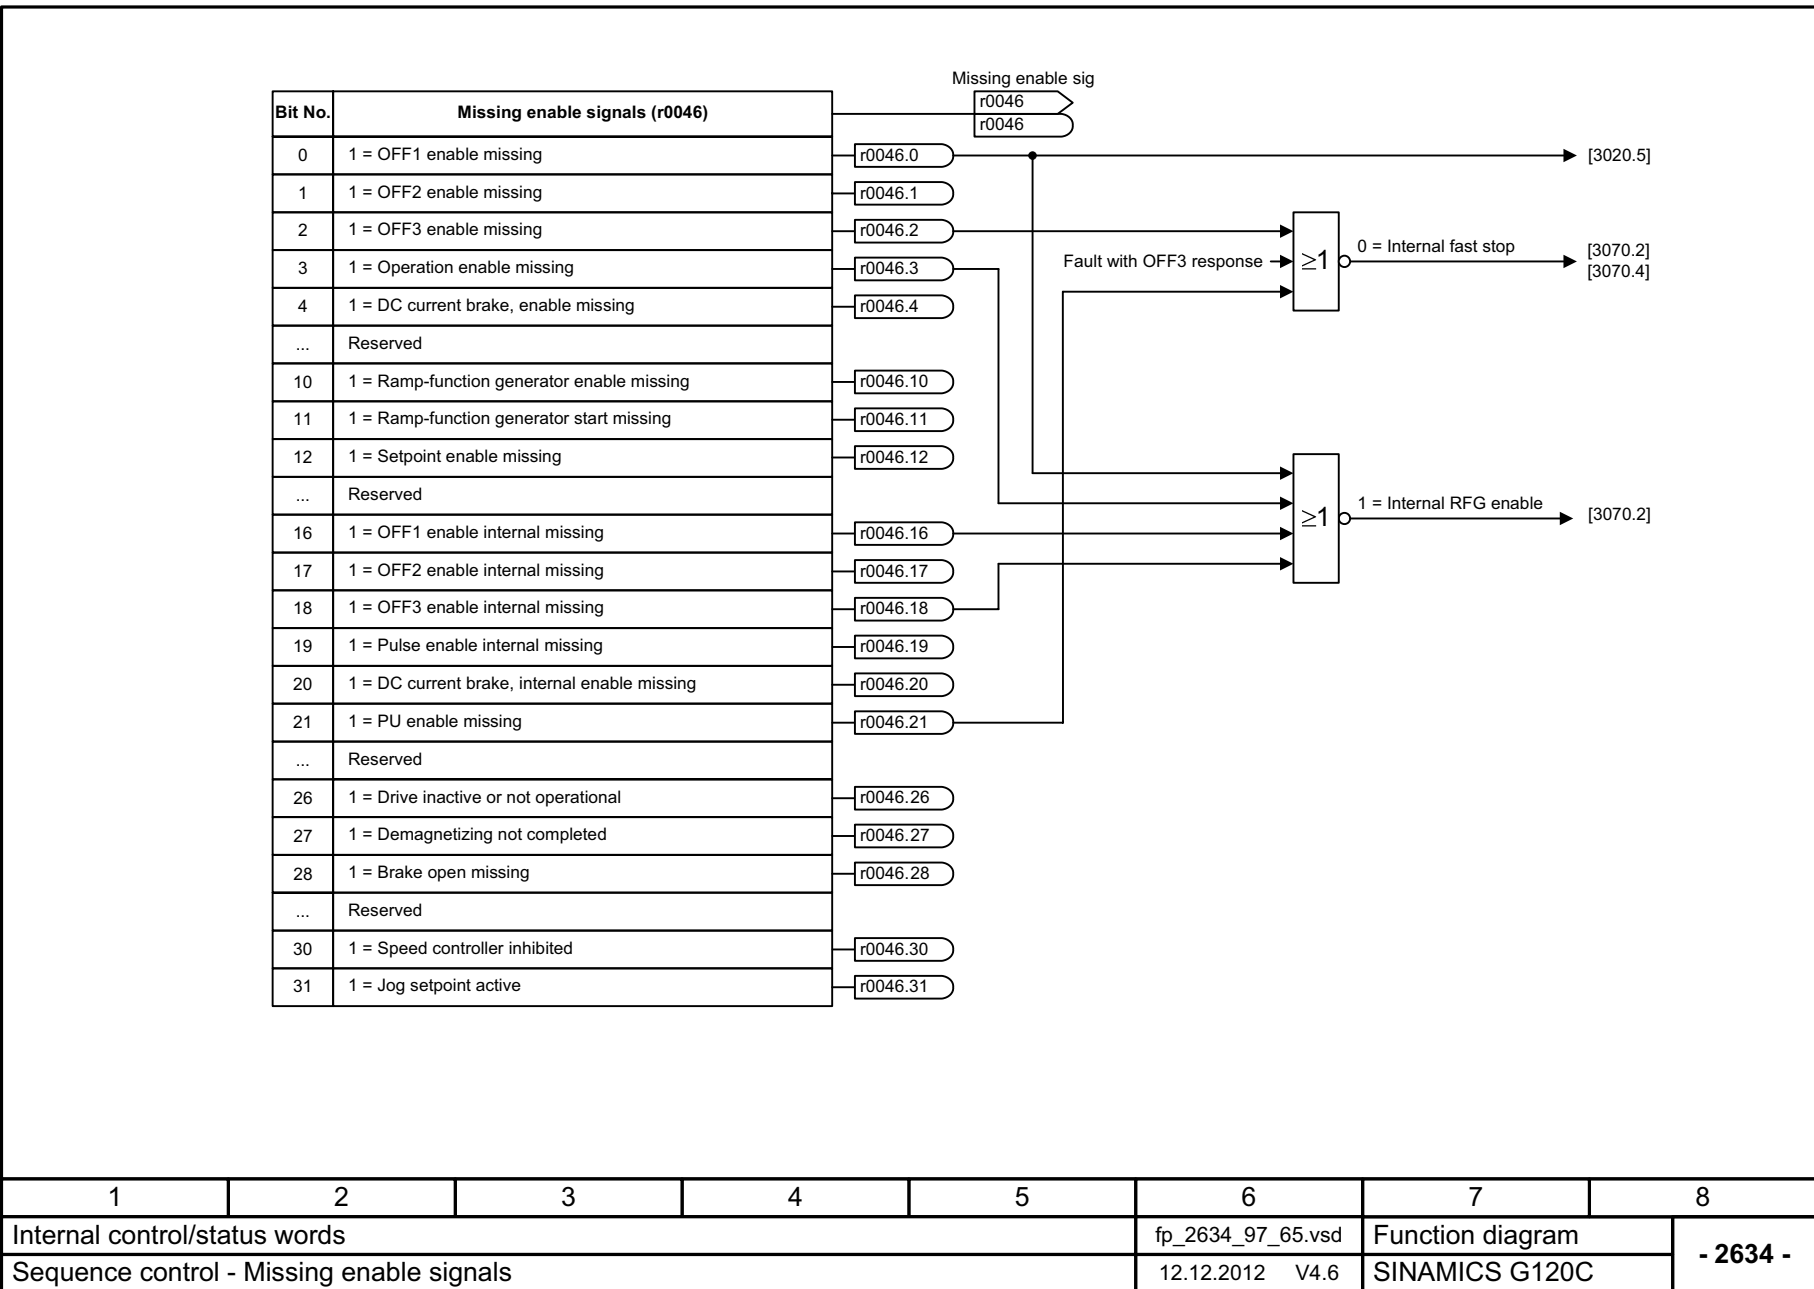 Missing enable sig
Bit No. Missing enable signals (r0046) r0046
r0046
0 1 = OFF1 enable missing r0046.0 [3020.5]
1 1 = OFF2 enable missing r0046.1
2 1 = OFF3 enable missing r0046.2
0 = Internal fast stop [3070.2]
3 1 = Operation enable missing r0046.3 Fault with OFF3 response ≥1 [3070.4]
4 1 = DC current brake, enable missing r0046.4
... Reserved
10 1 = Ramp-function generator enable missing r0046.10
11 1 = Ramp-function generator start missing r0046.11
12 1 = Setpoint enable missing r0046.12
... Reserved
≥1 1 = Internal RFG enable [3070.2]
16 1 = OFF1 enable internal missing r0046.16
17 1 = OFF2 enable internal missing r0046.17
18 1 = OFF3 enable internal missing r0046.18
19 1 = Pulse enable internal missing r0046.19
20 1 = DC current brake, internal enable missing r0046.20
21 1 = PU enable missing r0046.21
... Reserved
26 1 = Drive inactive or not operational r0046.26
27 1 = Demagnetizing not completed r0046.27
28 1 = Brake open missing r0046.28
... Reserved
30 1 = Speed controller inhibited r0046.30
31 1 = Jog setpoint active r0046.31
1 2 3 4 5 6 7 8
Internal control/status words fp_2634_97_65.vsd Function diagram - 2634 -
Sequence control - Missing enable signals 12.12.2012 V4.6 SINAMICS G120C